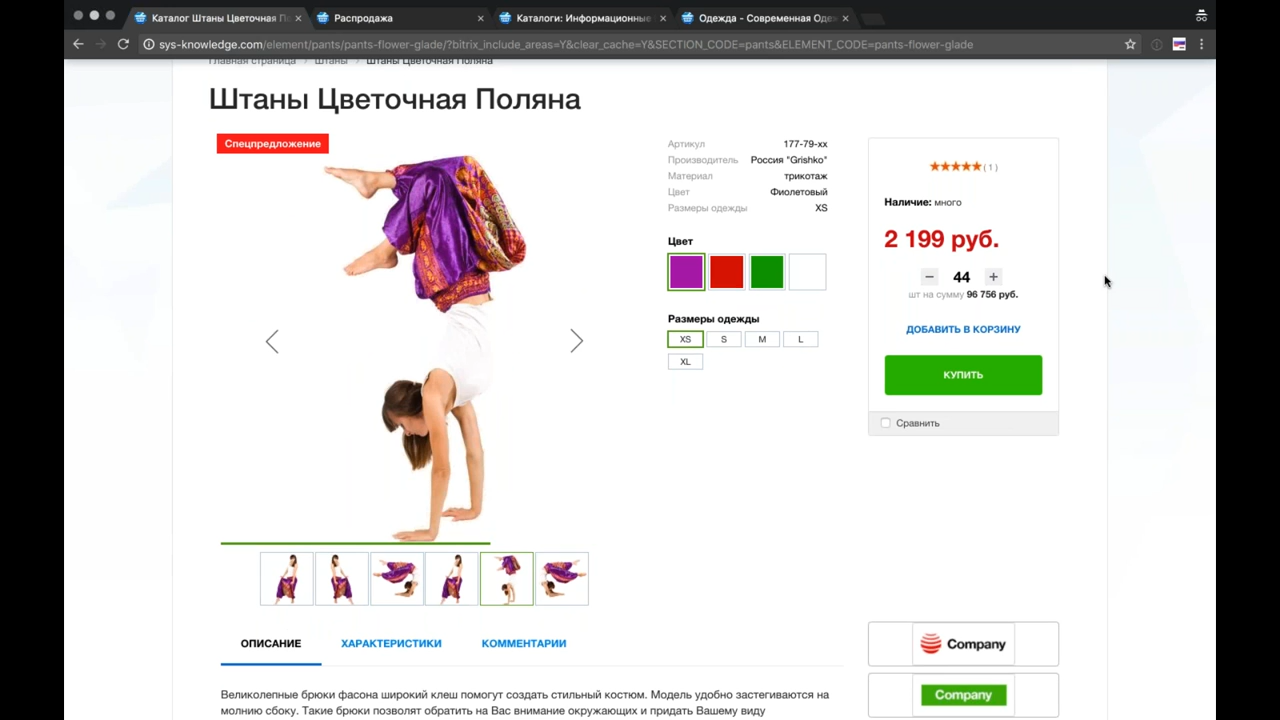 Каталог Штаны Цветочная По
Распродажа
Каталоги: Информационные
Одежда - Современная Оде
sys-knowledge.com/element/pants/pants-flower-glade/?bitrix_include_areas=Y&clear_cache=Y&SECTION_CODE=pants&ELEMENT_CODE=pants-flower-glade
Главная страница > Штаны > Штаны Цветочная Поляна
Штаны Цветочная Поляна
Спецпредложение
Артикул 177-79-xx
Производитель Россия "Grishko"
Материал трикотаж
Цвет Фиолетовый
Размеры одежды XS
Цвет
Размеры одежды
XS S M L
XL
( 1 )
Наличие: много
2 199 руб.
− 44 +
шт на сумму 96 756 руб.
ДОБАВИТЬ В КОРЗИНУ
КУПИТЬ
Сравнить
ОПИСАНИЕ ХАРАКТЕРИСТИКИ КОММЕНТАРИИ
Company
Company
Великолепные брюки фасона широкий клеш помогут создать стильный костюм. Модель удобно застегиваются на
молнию сбоку. Такие брюки позволят обратить на Вас внимание окружающих и придать Вашему виду